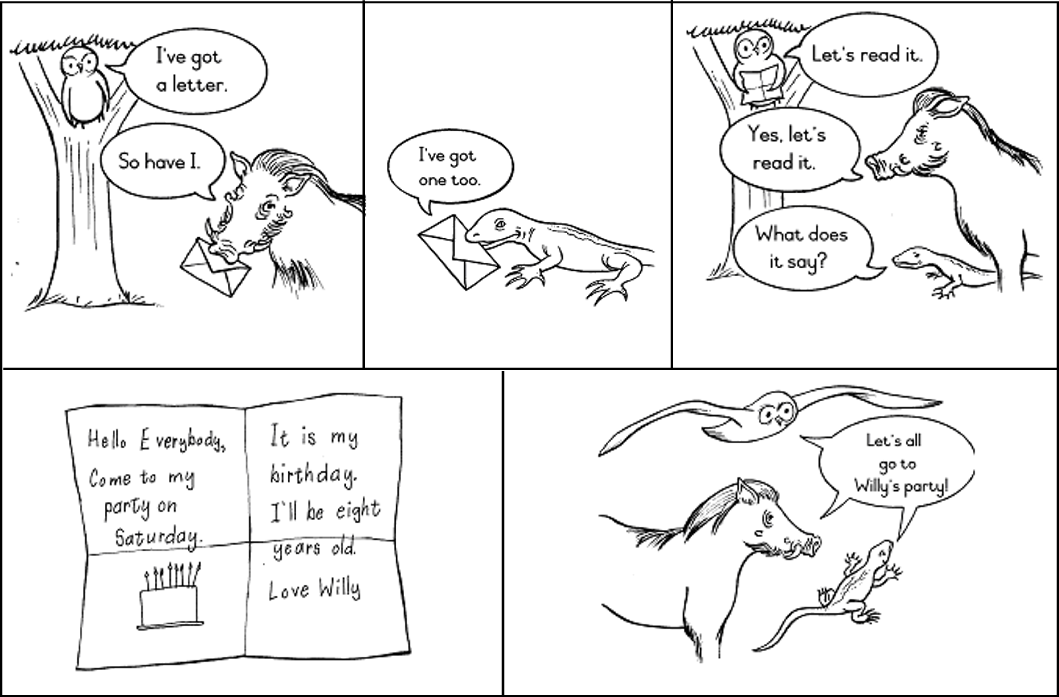 I've got
a letter.
So have I.
I've got
one too.
Let's read it.
Yes, let's
read it.
What does
it say?
Hello Everybody,
Come to my
party on
Saturday.
It is my
birthday.
I'll be eight
years old.
Love Willy
Let's all
go to
Willy's party!